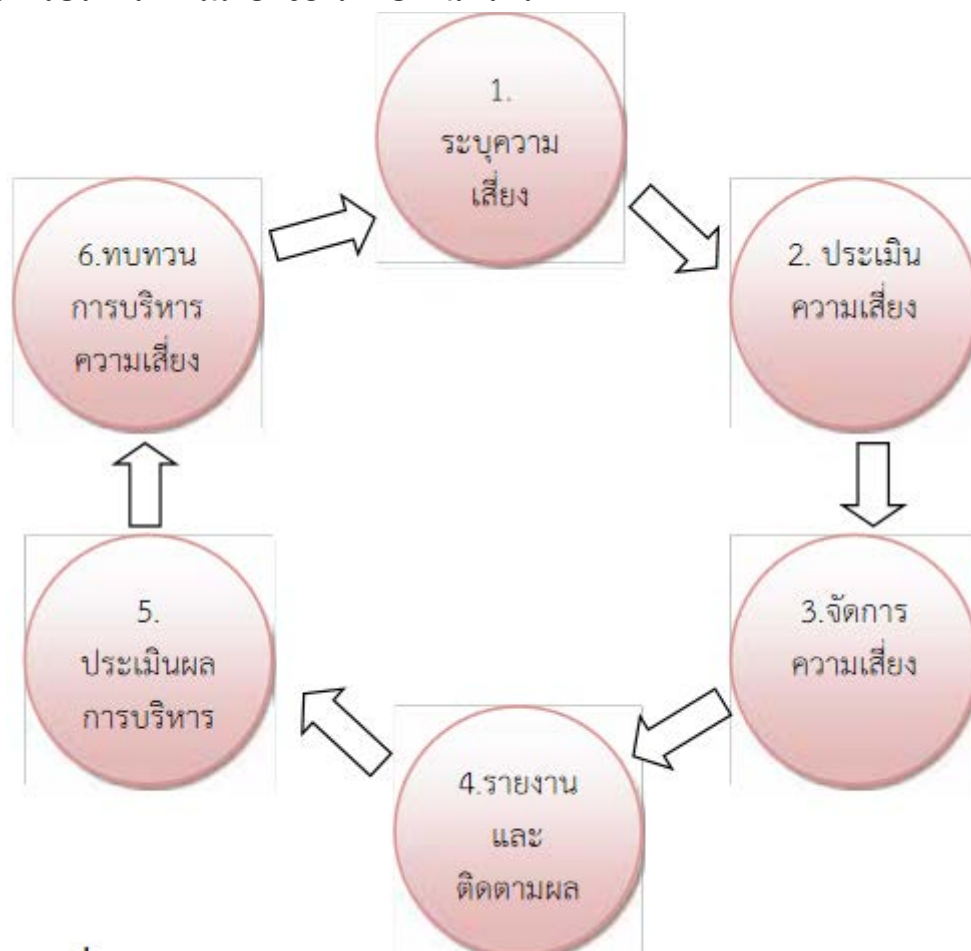 1.
ระบุความ
เสี่ยง
2. ประเมิน
ความเสี่ยง
3.จัดการ
ความเสี่ยง
4.รายงาน
และ
ติดตามผล
5.
ประเมินผล
การบริหาร
6.ทบทวน
การบริหาร
ความเสี่ยง